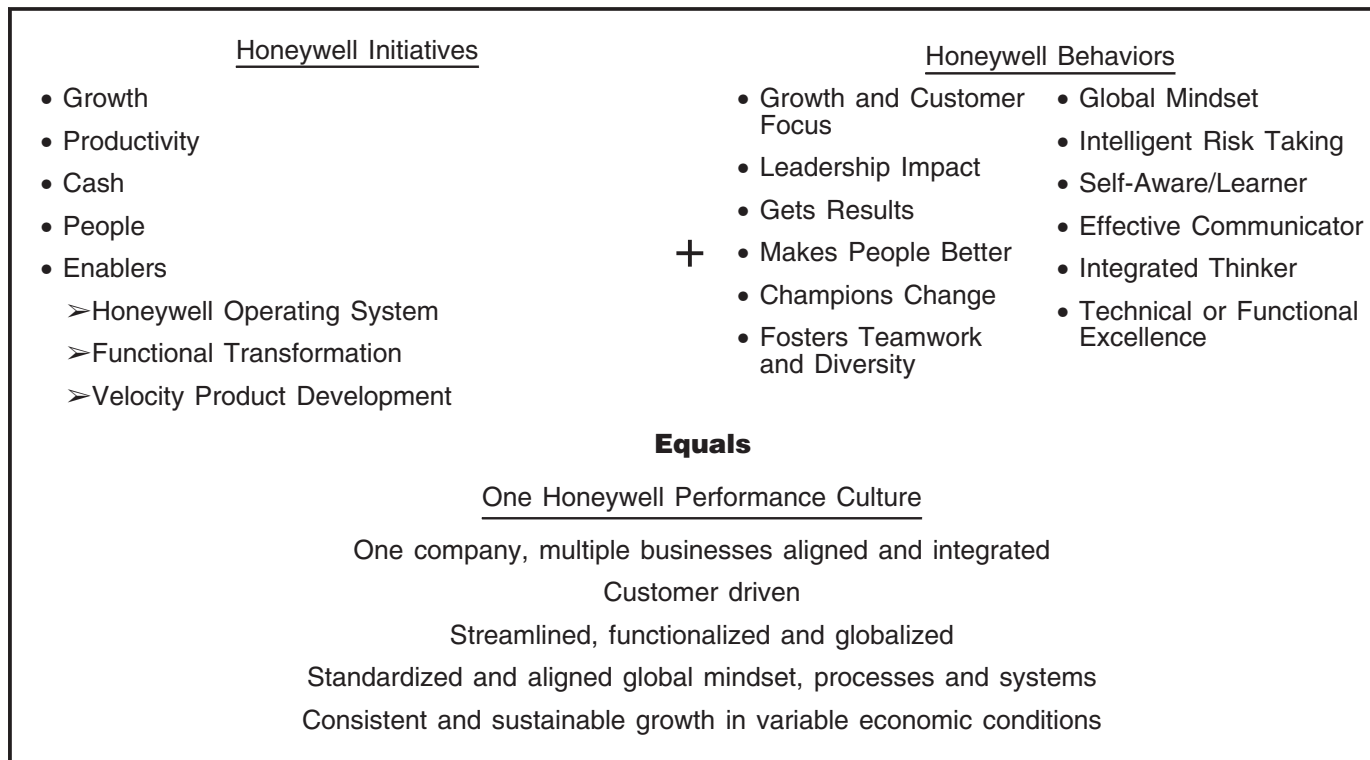 Honeywell Initiatives
• Growth
• Productivity
• Cash
• People
• Enablers
➢Honeywell Operating System
➢Functional Transformation
➢Velocity Product Development
+
Honeywell Behaviors
• Growth and Customer
Focus
• Leadership Impact
• Gets Results
• Makes People Better
• Champions Change
• Fosters Teamwork
and Diversity
• Global Mindset
• Intelligent Risk Taking
• Self-Aware/Learner
• Effective Communicator
• Integrated Thinker
• Technical or Functional
Excellence
Equals
One Honeywell Performance Culture
One company, multiple businesses aligned and integrated
Customer driven
Streamlined, functionalized and globalized
Standardized and aligned global mindset, processes and systems
Consistent and sustainable growth in variable economic conditions